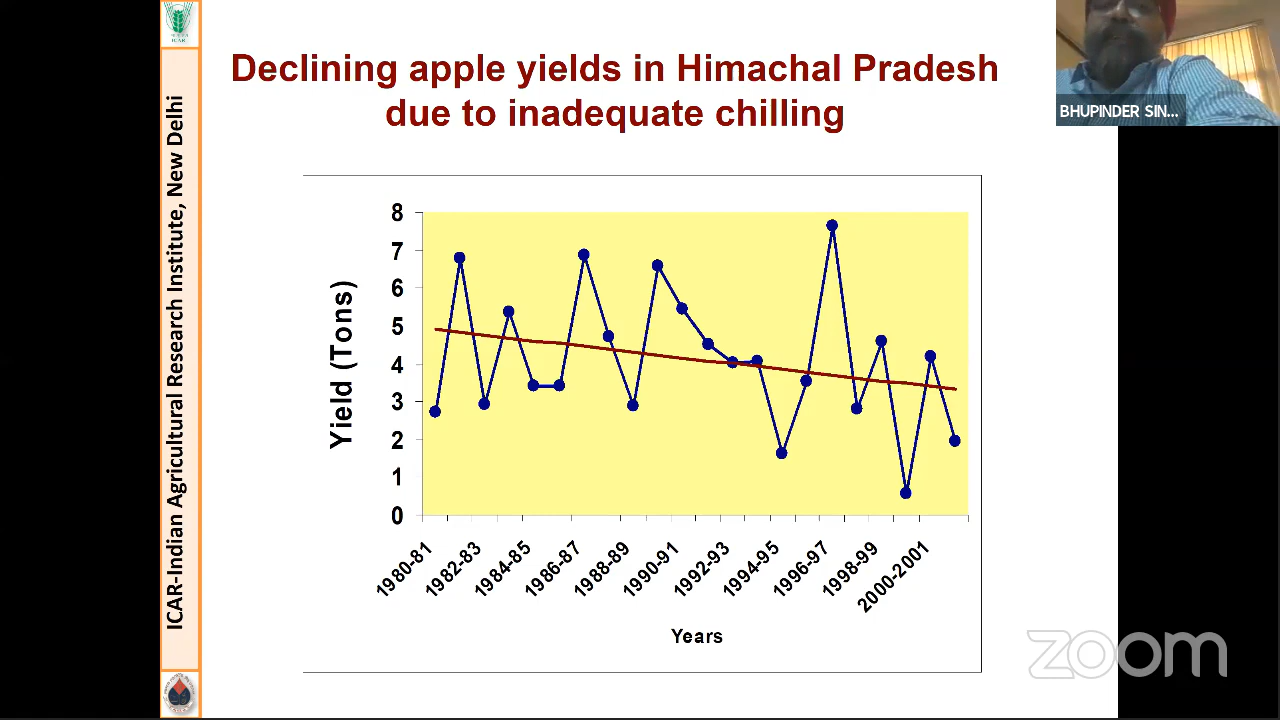 ICAR
ICAR-Indian Agricultural Research Institute, New Delhi
Declining apple yields in Himachal Pradesh
due to inadequate chilling
BHUPINDER SIN...
Yield (Tons)
8
7
6
5
4
3
2
1
0
1980-81
1982-83
1984-85
1986-87
1988-89
1990-91
1992-93
1994-95
1996-97
1998-99
2000-2001
Years
zoom